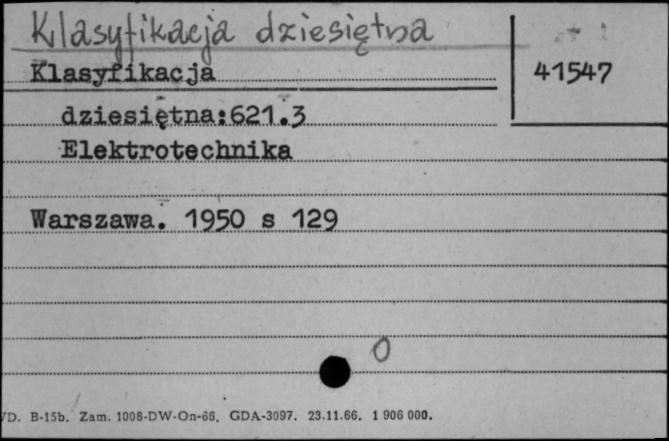 Klasyfikacja dziesiętna
Klasyfikacja
41547
dziesiętna:621.3
Elektrotechnika
Warszawa. 1950 s 129
0
VD. B-15b. Zam. 1008-DW-On-66. GDA-3097. 23.11.66. 1 906 000.